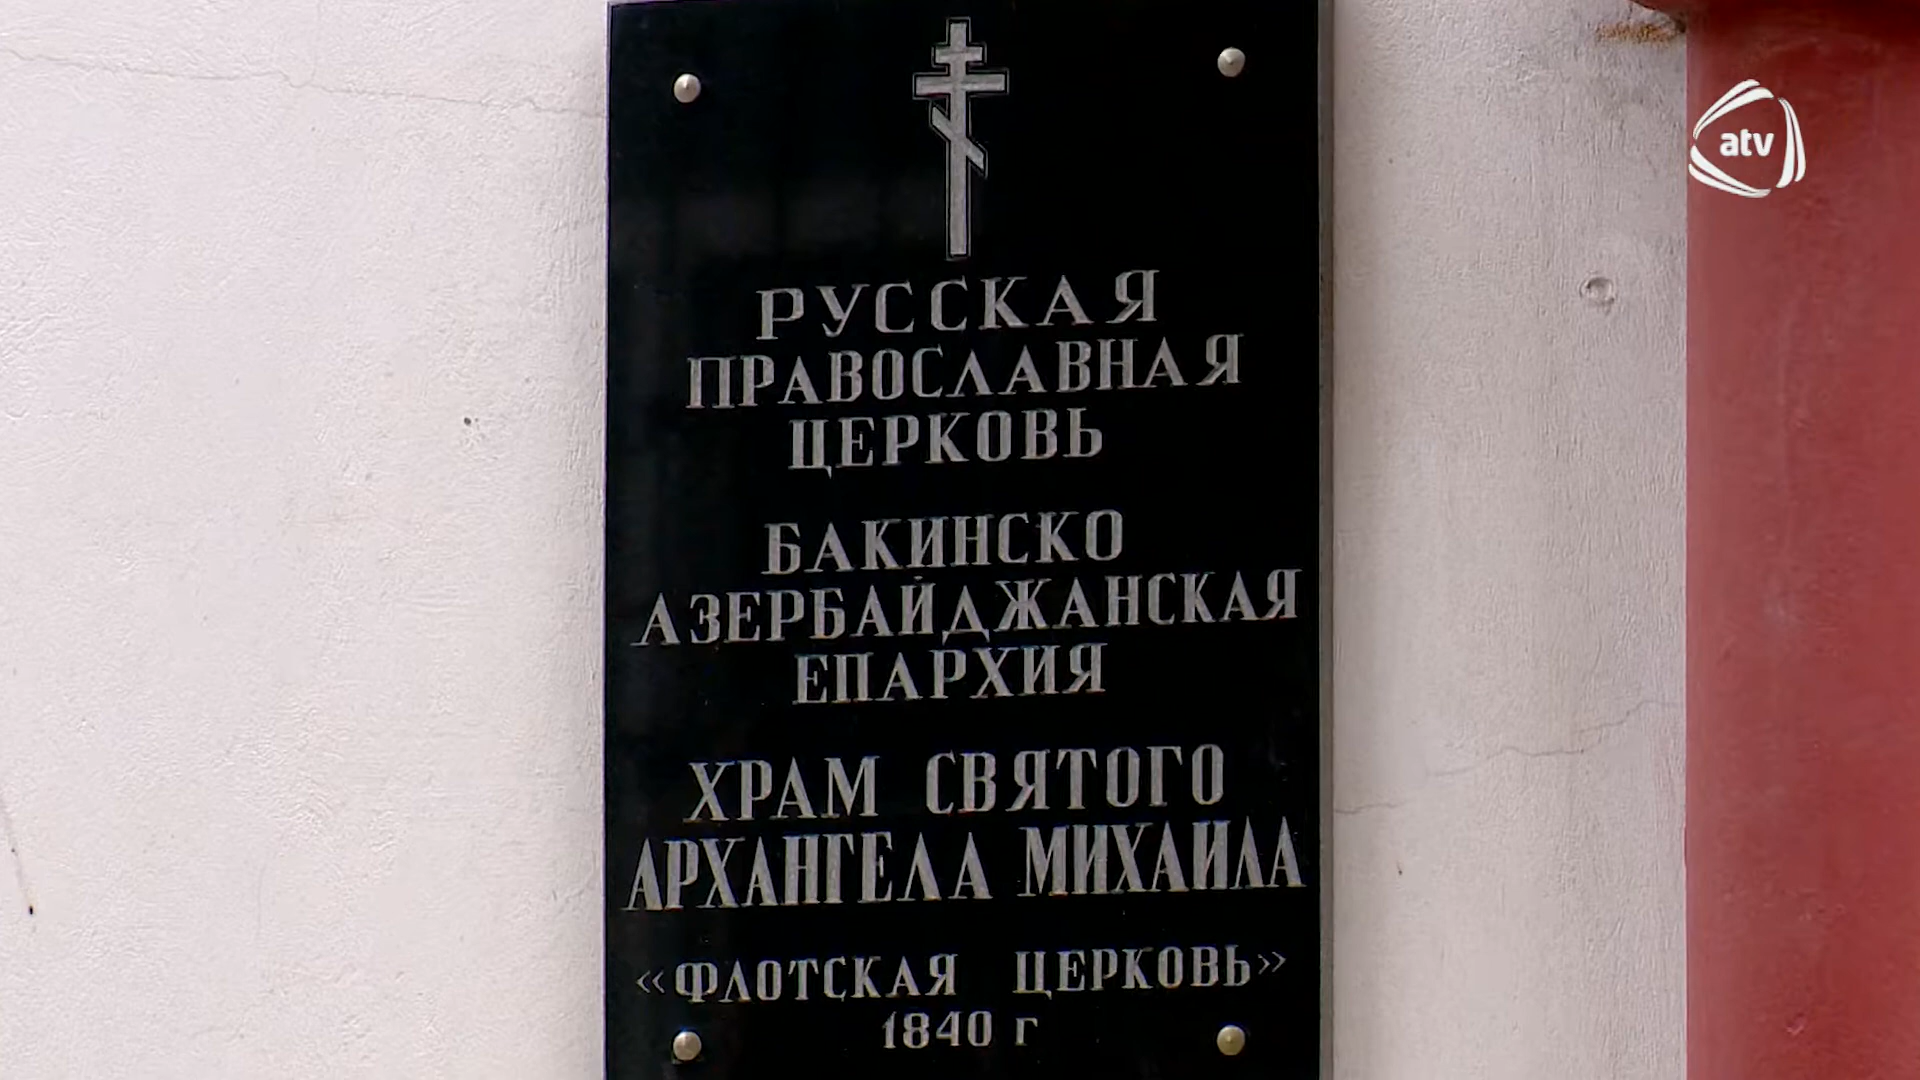 atv
РУССКАЯ
ПРАВОСЛАВНАЯ
ЦЕРКОВЬ
БАКИНСКО
АЗЕРБАЙДЖАНСКАЯ
ЕПАРХИЯ
ХРАМ СВЯТОГО
АРХАНГЕЛА МИХАИЛА
«ФЛОТСКАЯ ЦЕРКОВЬ»
1840 г